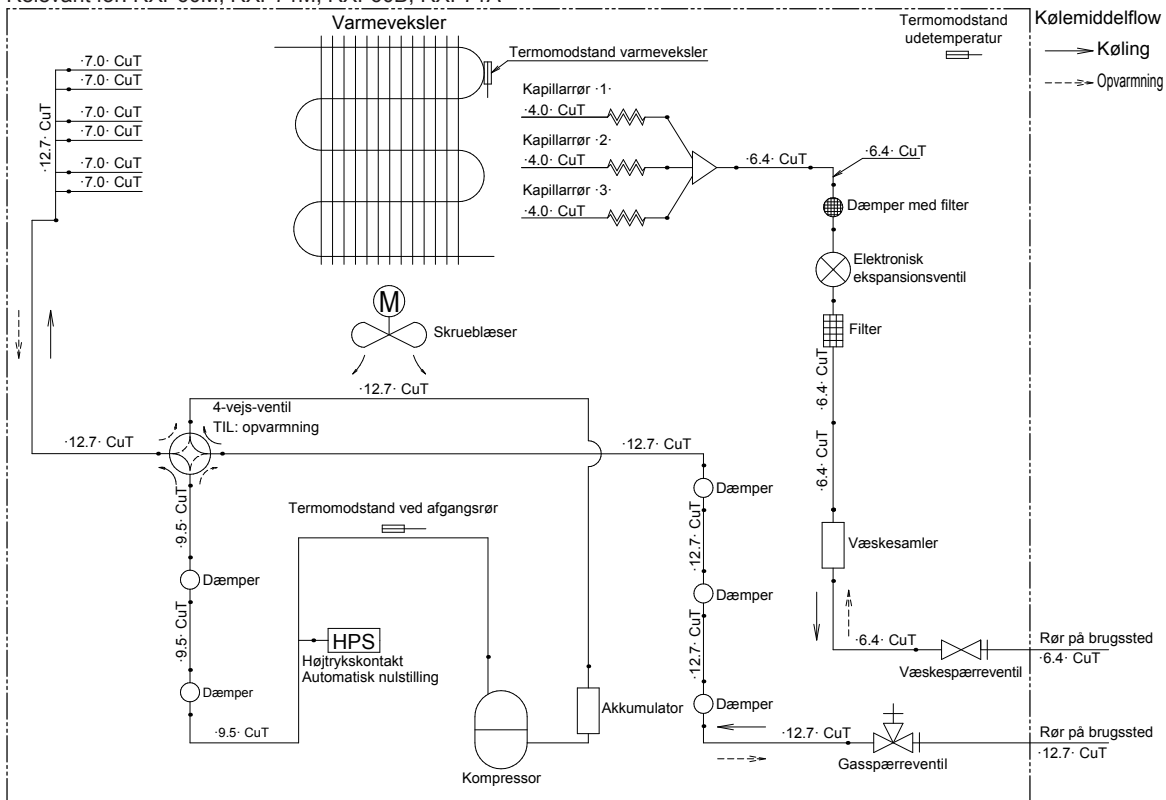 Varmeveksler
Termomodstand
udetemperatur
Kølemiddelflow
Køling
Opvarmning
Termomodstand varmeveksler
·7.0· CuT
·7.0· CuT
·7.0· CuT
·7.0· CuT
·7.0· CuT
·7.0· CuT
·12.7· CuT
Kapillarrør ·1·
·4.0· CuT
Kapillarrør ·2·
·4.0· CuT
Kapillarrør ·3·
·4.0· CuT
·6.4· CuT
·6.4· CuT
Dæmper med filter
Elektronisk
ekspansionsventil
Filter
·6.4· CuT
·6.4· CuT
M
Skrueblæser
·12.7· CuT
4-vejs-ventil
TIL: opvarmning
·12.7· CuT
·12.7· CuT
Dæmper
·9.5· CuT
Termomodstand ved afgangsrør
·12.7· CuT
Væskesamler
Dæmper
Dæmper
·9.5· CuT
HPS
Højtrykskontakt
Automatisk nulstilling
·12.7· CuT
·6.4· CuT
Rør på brugssted
·6.4· CuT
Væskespærreventil
Dæmper
Akkumulator
Dæmper
·9.5· CuT
·12.7· CuT
Rør på brugssted
·12.7· CuT
Gasspærreventil
Kompressor